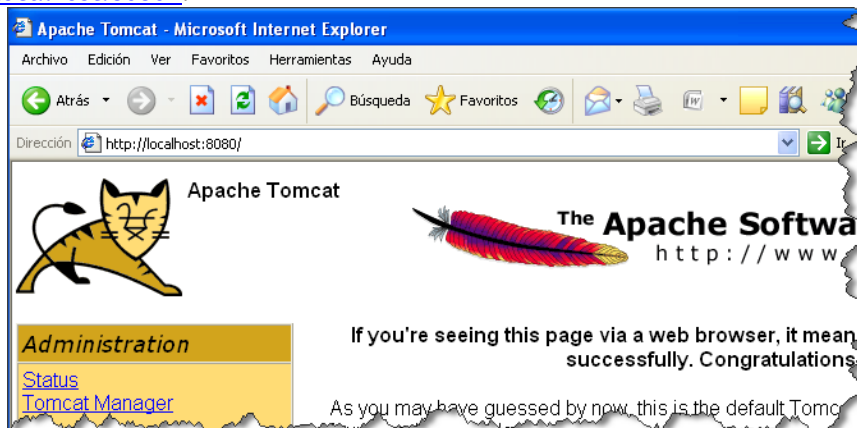 Apache Tomcat - Microsoft Internet Explorer
Archivo Edición Ver Favoritos Herramientas Ayuda
Atrás Búsqueda Favoritos
Dirección http://localhost:8080/ Ir
Apache Tomcat
The Apache Softwa
http://www.
Administration
Status
Tomcat Manager
If you're seeing this page via a web browser, it mean
successfully. Congratulations
As you may have guessed by now, this is the default Tomc